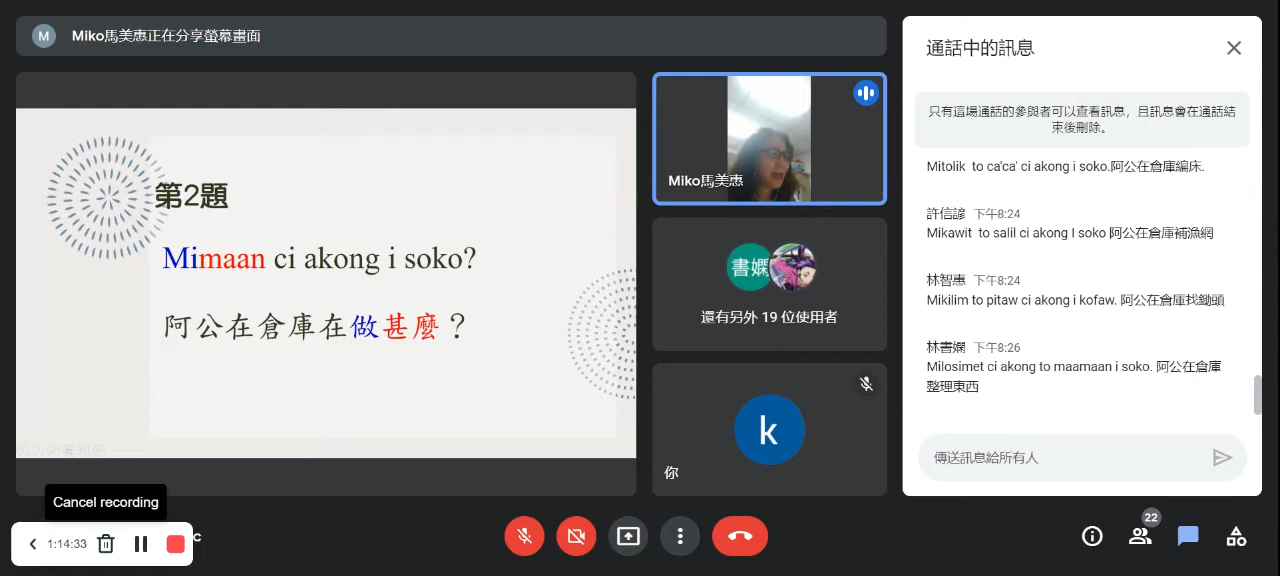 M Miko馬美惠正在分享螢幕畫面
第2題
Mimaan ci akong i soko?
阿公在倉庫在做甚麼？
Miko馬美惠
書嫻
還有另外 19 位使用者
k
你
通話中的訊息
只有這場通話的參與者可以查看訊息，且訊息會在通話結
束後刪除。
Mitolik to ca'ca' ci akong i soko.阿公在倉庫編床.
許信諺 下午8:24
Mikawit to salil ci akong I soko 阿公在倉庫補漁網
林智惠 下午8:24
Mikilim to pitaw ci akong i kofaw. 阿公在倉庫找鋤頭
林書嫻 下午8:26
Milosimet ci akong to maamaan i soko. 阿公在倉庫
整理東西
傳送訊息給所有人
Cancel recording
1:14:33
c
22